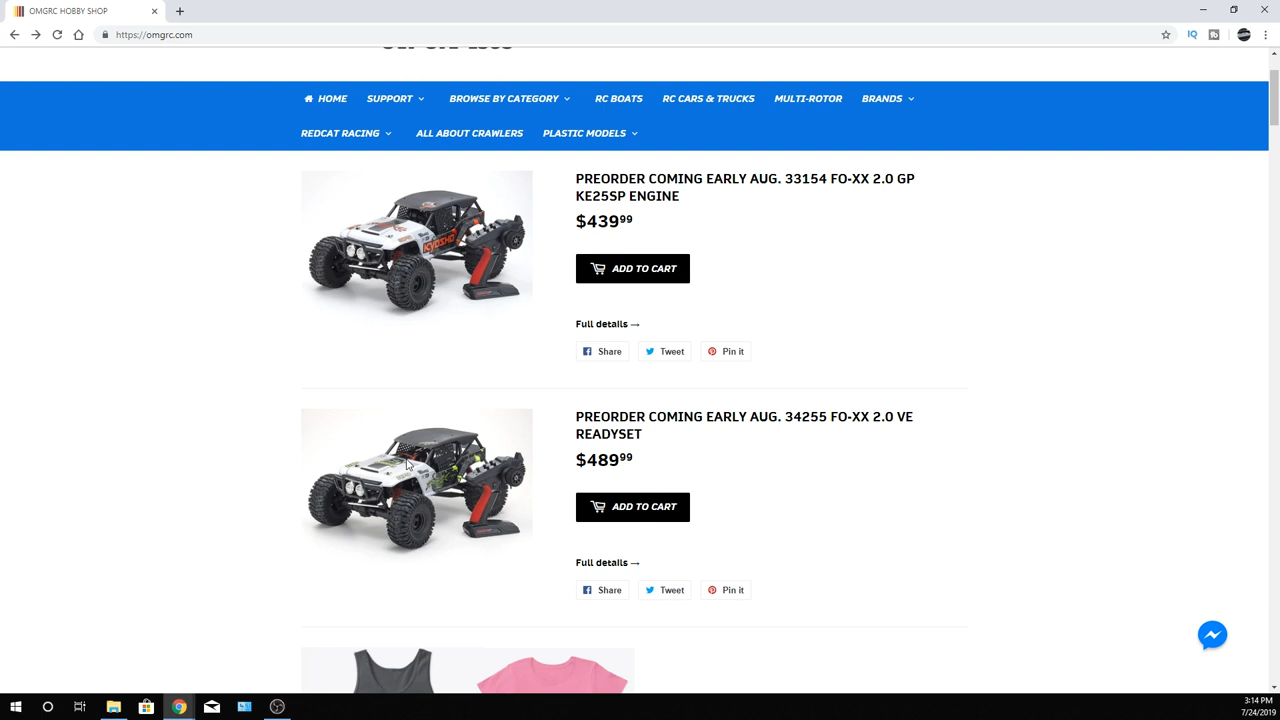 OMGRC HOBBY SHOP
https://omgrc.com
IQ
HOME SUPPORT BROWSE BY CATEGORY RC BOATS RC CARS & TRUCKS MULTI-ROTOR BRANDS
REDCAT RACING ALL ABOUT CRAWLERS PLASTIC MODELS
PREORDER COMING EARLY AUG. 33154 FO-XX 2.0 GP
KE25SP ENGINE
$439.99
ADD TO CART
Full details →
Share Tweet Pin it
KYOSHO
PREORDER COMING EARLY AUG. 34255 FO-XX 2.0 VE
READYSET
$489.99
ADD TO CART
Full details →
Share Tweet Pin it
3:14 PM
7/24/2019